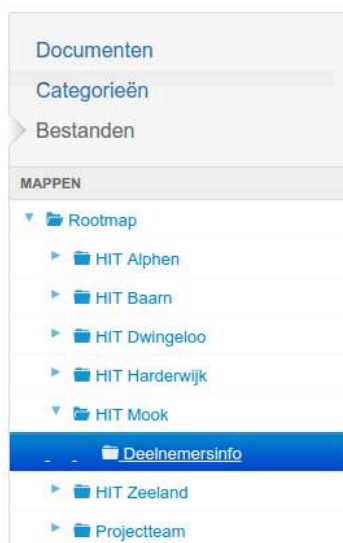 Documenten
Categorieën
Bestanden
MAPPEN
Rootmap
HIT Alphen
HIT Baarn
HIT Dwingeloo
HIT Harderwijk
HIT Mook
Deelnemersinfo
HIT Zeeland
Projectteam